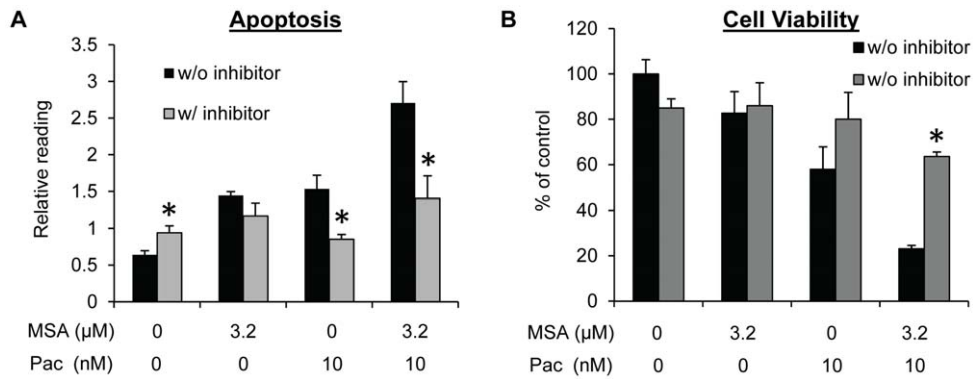 A
Apoptosis
3.5
3
2.5
2
1.5
1
0.5
0
Relative reading
w/o inhibitor
w/ inhibitor
*
*
*
MSA (µM) 0 3.2 0 3.2
Pac (nM) 0 0 10 10
B
Cell Viability
120
100
80
60
40
20
0
% of control
w/o inhibitor
w/o inhibitor
*
MSA (µM) 0 3.2 0 3.2
Pac (nM) 0 0 10 10